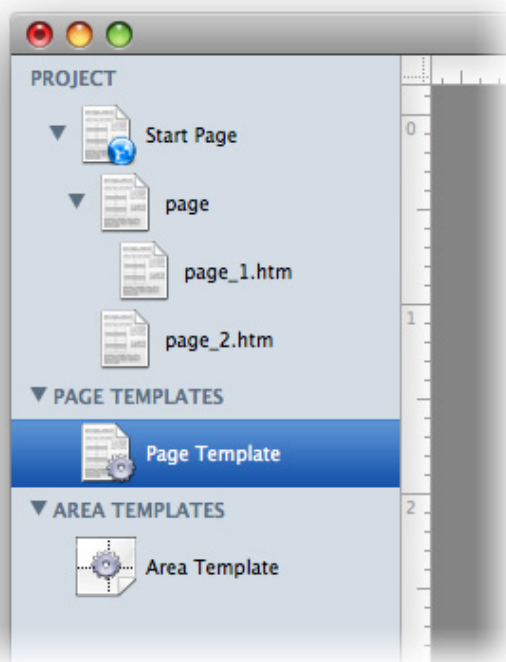 PROJECT
Start Page
page
page_1.htm
page_2.htm
PAGE TEMPLATES
Page Template
AREA TEMPLATES
Area Template
0
1
2